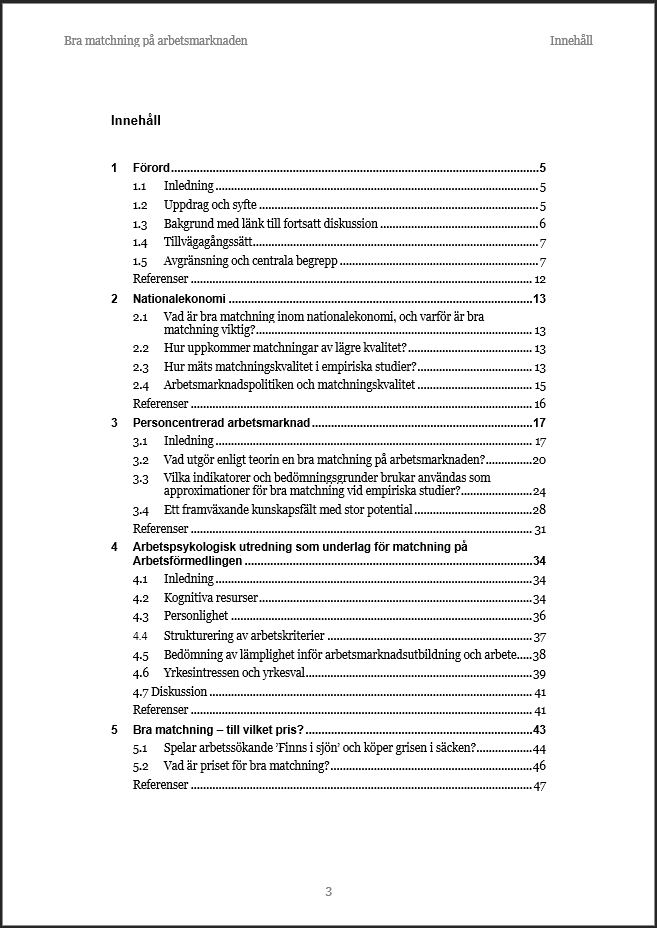 Bra matchning på arbetsmarknaden Innehåll
Innehåll
1 Förord 5
1.1 Inledning 5
1.2 Uppdrag och syfte 5
1.3 Bakgrund med länk till fortsatt diskussion 6
1.4 Tillvägagångssätt 7
1.5 Avgränsning och centrala begrepp 7
Referenser 12
2 Nationalekonomi 13
2.1 Vad är bra matchning inom nationalekonomi, och varför är bra
matchning viktig? 13
2.2 Hur uppkommer matchningar av lägre kvalitet? 13
2.3 Hur mäts matchningskvalitet i empiriska studier? 13
2.4 Arbetsmarknadspolitiken och matchningskvalitet 15
Referenser 16
3 Personcentrerad arbetsmarknad 17
3.1 Inledning 17
3.2 Vad utgör enligt teorin en bra matchning på arbetsmarknaden? 20
3.3 Vilka indikatorer och bedömningsgrunder brukar användas som
approximationer för bra matchning vid empiriska studier? 24
3.4 Ett framväxande kunskapsfält med stor potential 28
Referenser 31
4 Arbetspsykologisk utredning som underlag för matchning på
Arbetsförmedlingen 34
4.1 Inledning 34
4.2 Kognitiva resurser 34
4.3 Personlighet 36
4.4 Strukturering av arbetskriterier 37
4.5 Bedömning av lämplighet inför arbetsmarknadsutbildning och arbete 38
4.6 Yrkesintressen och yrkesval 39
4.7 Diskussion 41
Referenser 41
5 Bra matchning – till vilket pris? 43
5.1 Spelar arbetssökande ’Finns i sjön’ och köper grisen i säcken? 44
5.2 Vad är priset för bra matchning? 46
Referenser 47
3